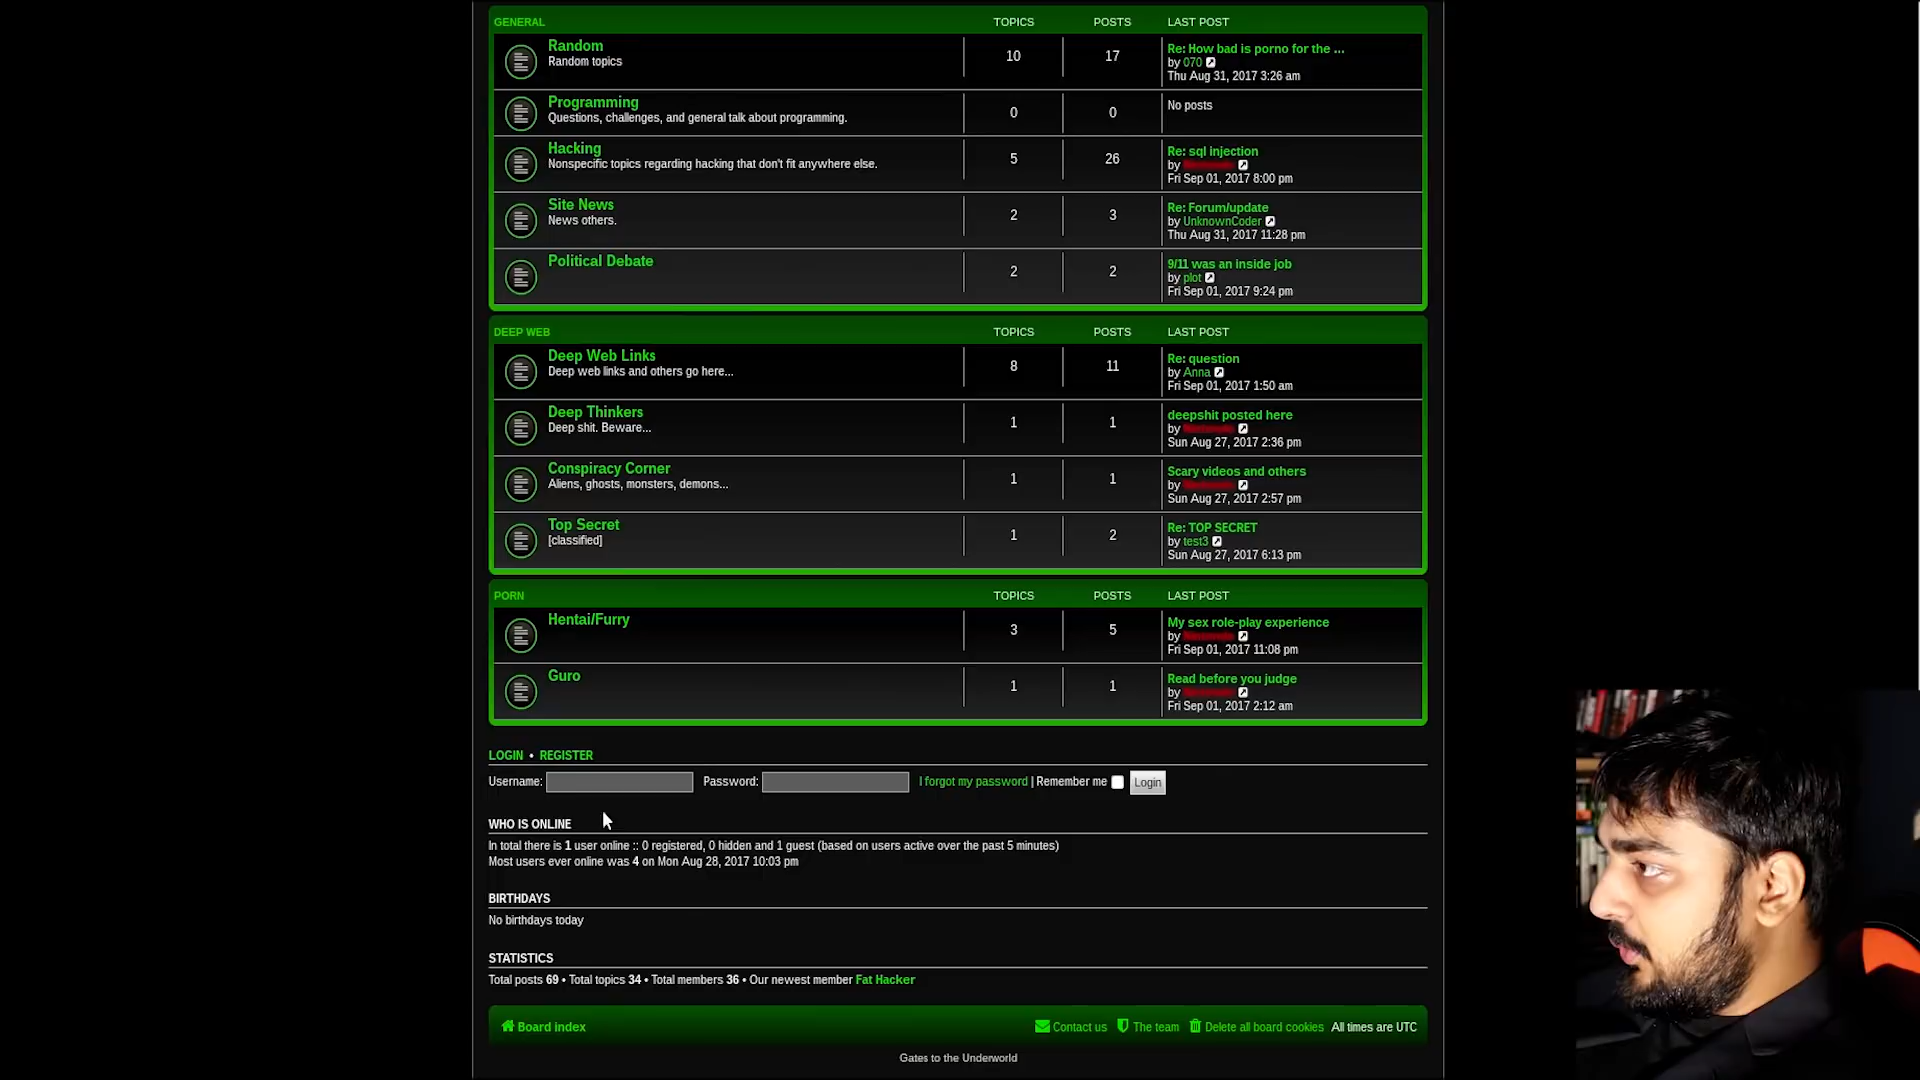 GENERAL TOPICS POSTS LAST POST
Random
Random topics
10 17
Re: How bad is porno for the ...
by 070
Thu Aug 31, 2017 3:26 am
Programming
Questions, challenges, and general talk about programming.
0 0
No posts
Hacking
Nonspecific topics regarding hacking that don't fit anywhere else.
5 26
Re: sql injection
by
Fri Sep 01, 2017 8:00 pm
Site News
News others.
2 3
Re: Forum/update
by UnknownCoder
Thu Aug 31, 2017 11:28 pm
Political Debate
2 2
9/11 was an inside job
by plot
Fri Sep 01, 2017 9:24 pm
DEEP WEB TOPICS POSTS LAST POST
Deep Web Links
Deep web links and others go here...
8 11
Re: question
by Anna
Fri Sep 01, 2017 1:50 am
Deep Thinkers
Deep shit. Beware...
1 1
deepshit posted here
by
Sun Aug 27, 2017 2:36 pm
Conspiracy Corner
Aliens, ghosts, monsters, demons...
1 1
Scary videos and others
by
Sun Aug 27, 2017 2:57 pm
Top Secret
[classified]
1 2
Re: TOP SECRET
by test3
Sun Aug 27, 2017 6:13 pm
PORN TOPICS POSTS LAST POST
Hentai/Furry
3 5
My sex role-play experience
by
Fri Sep 01, 2017 11:08 pm
Guro
1 1
Read before you judge
by
Fri Sep 01, 2017 2:12 am
LOGIN • REGISTER
Username: Password: I forgot my password | Remember me Login
WHO IS ONLINE
In total there is 1 user online :: 0 registered, 0 hidden and 1 guest (based on users active over the past 5 minutes)
Most users ever online was 4 on Mon Aug 28, 2017 10:03 pm
BIRTHDAYS
No birthdays today
STATISTICS
Total posts 69 • Total topics 34 • Total members 36 • Our newest member Fat Hacker
Board index Contact us The team Delete all board cookies All times are UTC
Gates to the Underworld